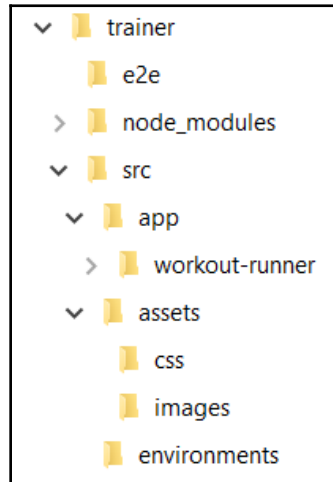 trainer
e2e
node_modules
src
app
workout-runner
assets
css
images
environments